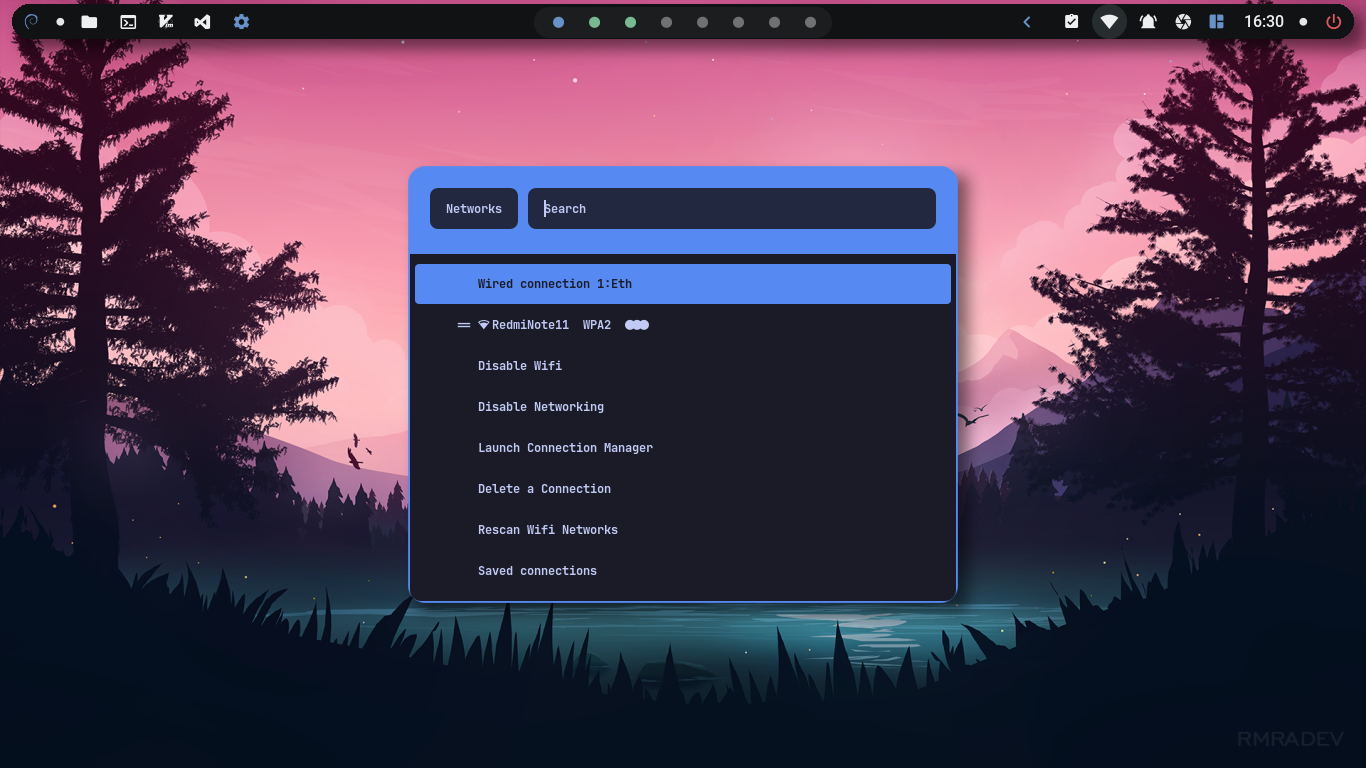 16:30
Networks Search
Wired connection 1:Eth
RedmiNote11 WPA2
Disable Wifi
Disable Networking
Launch Connection Manager
Delete a Connection
Rescan Wifi Networks
Saved connections
RMRADEV